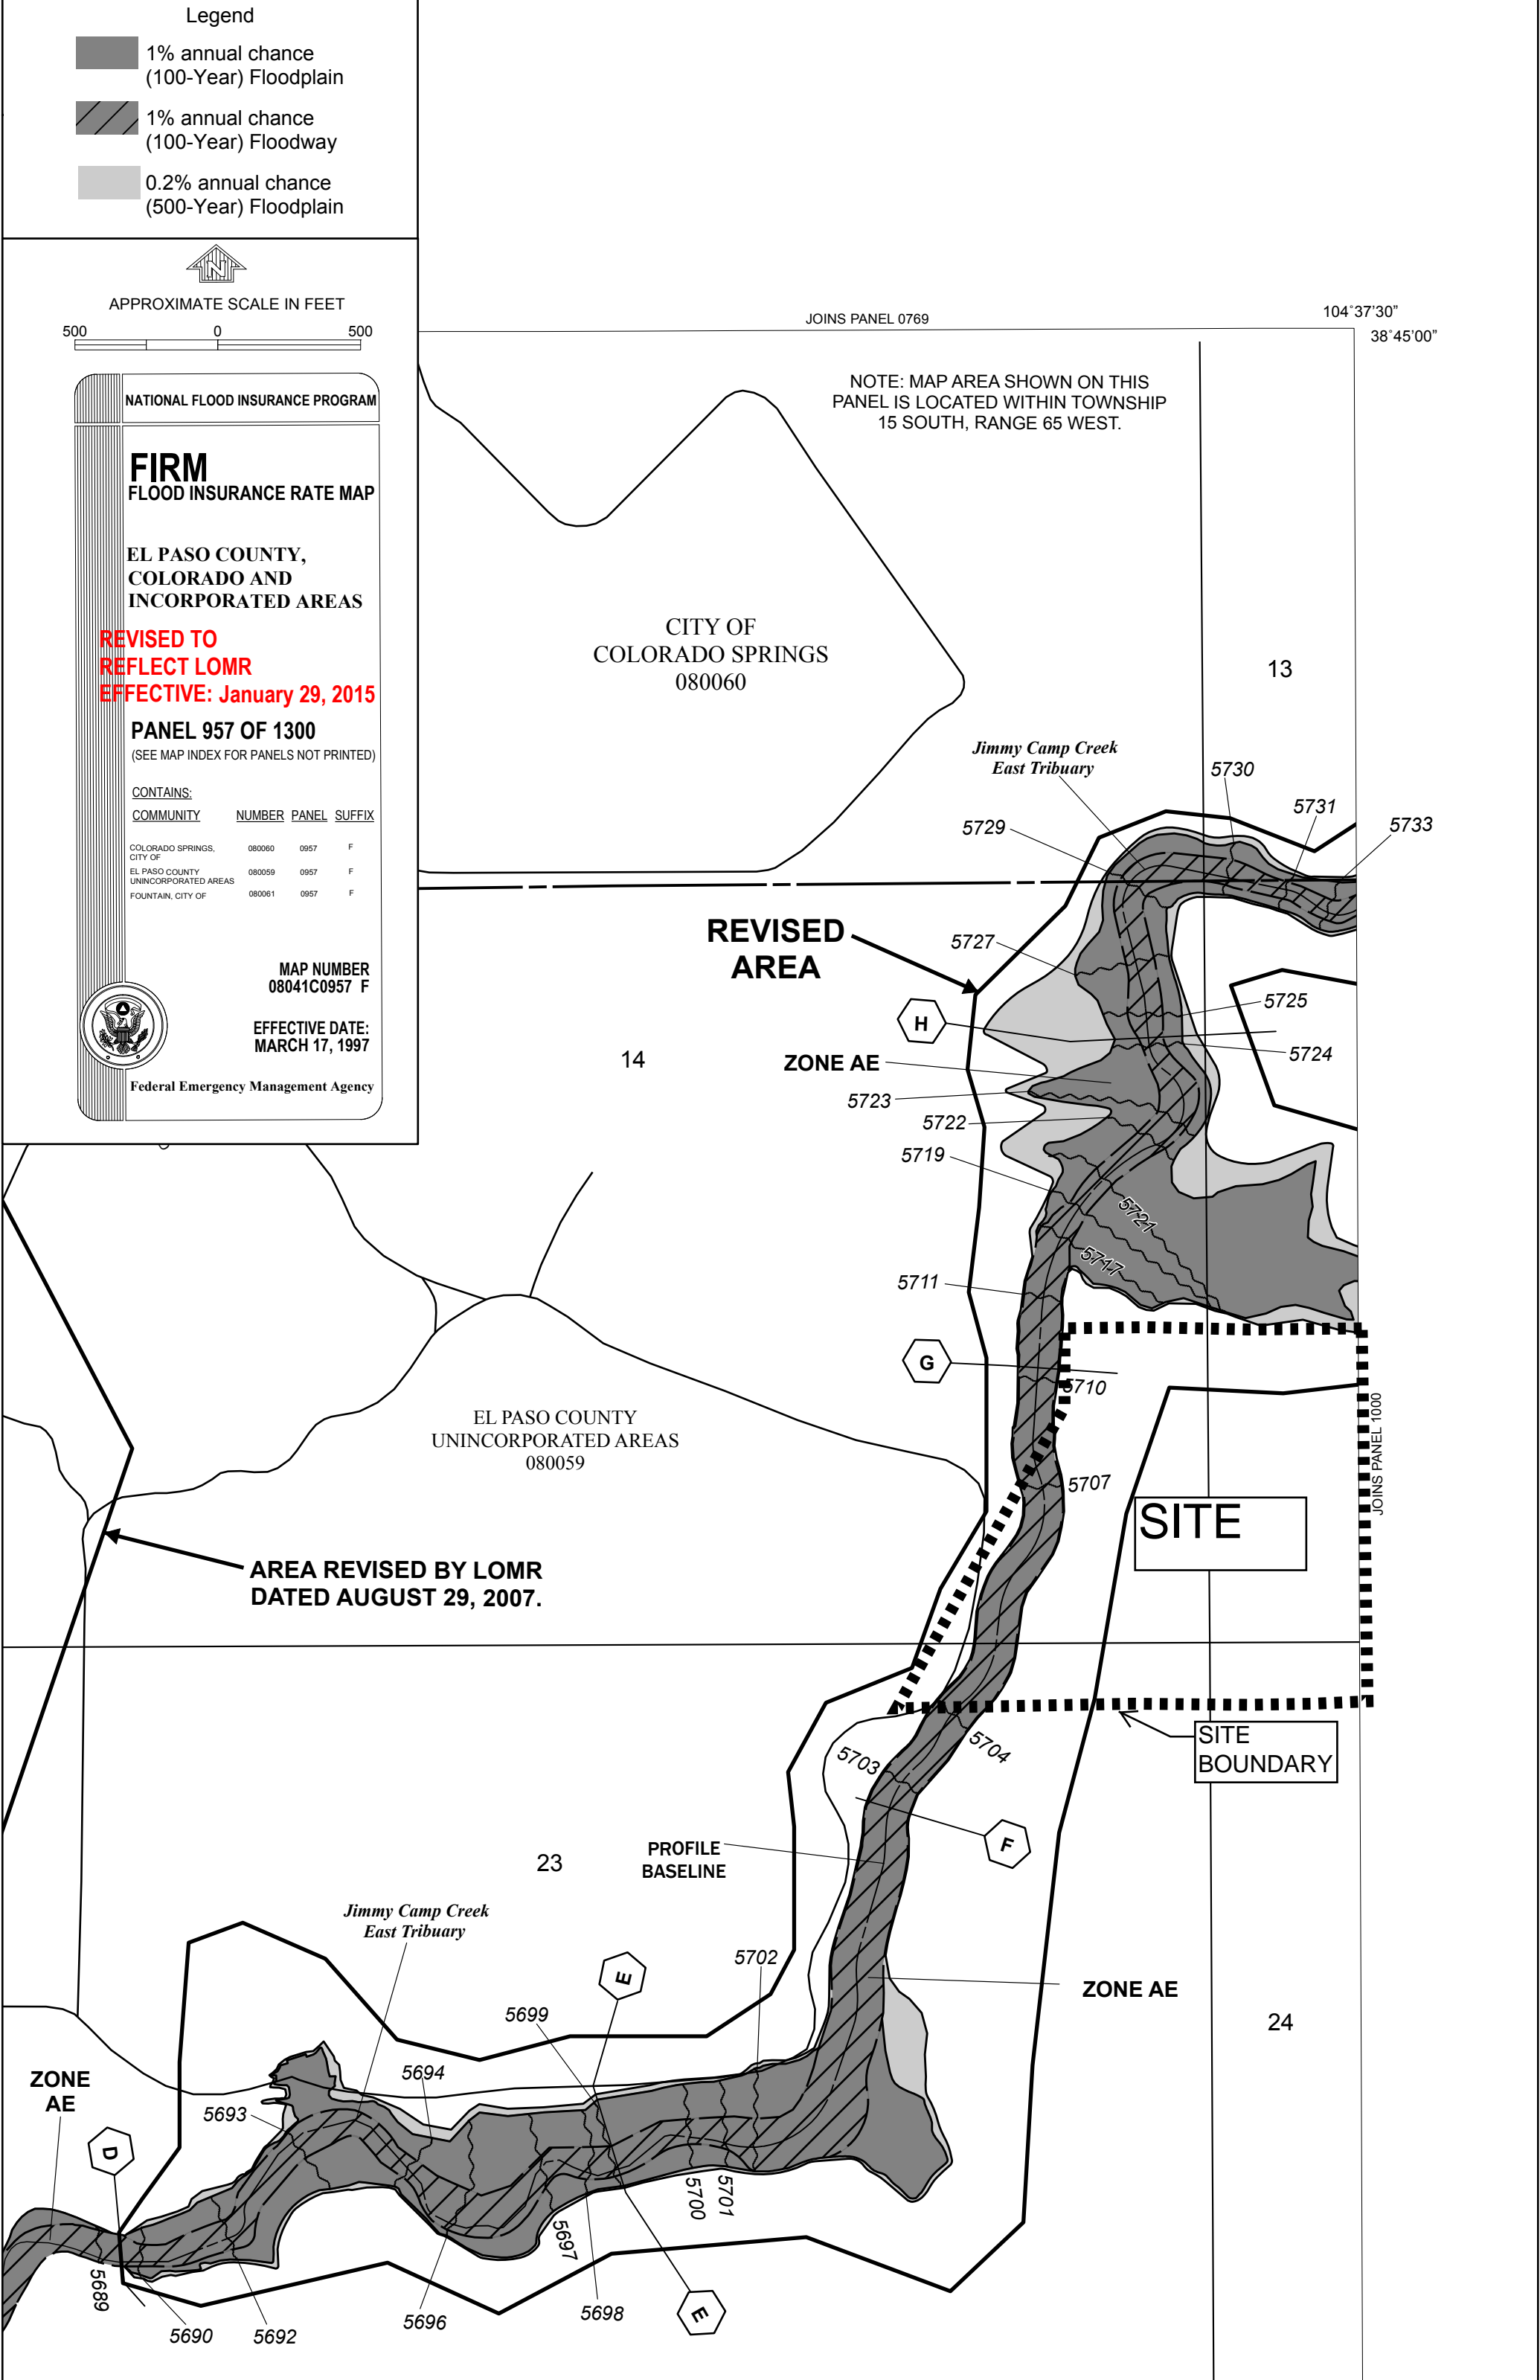 Legend
1% annual chance
(100-Year) Floodplain
1% annual chance
(100-Year) Floodway
0.2% annual chance
(500-Year) Floodplain
N
APPROXIMATE SCALE IN FEET
500 0 500
NATIONAL FLOOD INSURANCE PROGRAM
FIRM
FLOOD INSURANCE RATE MAP
EL PASO COUNTY,
COLORADO AND
INCORPORATED AREAS
REVISED TO
REFLECT LOMR
EFFECTIVE: January 29, 2015
PANEL 957 OF 1300
(SEE MAP INDEX FOR PANELS NOT PRINTED)
CONTAINS:
COMMUNITY NUMBER PANEL SUFFIX
COLORADO SPRINGS, 080060 0957 F
CITY OF
EL PASO COUNTY 080059 0957 F
UNINCORPORATED AREAS
FOUNTAIN, CITY OF 080061 0957 F
MAP NUMBER
08041C0957 F
EFFECTIVE DATE:
MARCH 17, 1997
Federal Emergency Management Agency
JOINS PANEL 0769
104°37'30”
38°45'00”
NOTE: MAP AREA SHOWN ON THIS
PANEL IS LOCATED WITHIN TOWNSHIP
15 SOUTH, RANGE 65 WEST.
CITY OF
COLORADO SPRINGS
080060
13
Jimmy Camp Creek
East Tribuary
5730
5731
5733
5729
REVISED
AREA
5727
5725
H
5724
14
ZONE AE
5723
5722
5719
5721
5717
5711
G
5710
JOINS PANEL 1000
EL PASO COUNTY
UNINCORPORATED AREAS
080059
5707
SITE
AREA REVISED BY LOMR
DATED AUGUST 29, 2007.
5704
5703
SITE
BOUNDARY
F
PROFILE
BASELINE
23
Jimmy Camp Creek
East Tribuary
5702
E
ZONE AE
5699
24
5694
ZONE
AE
5693
D
5700
5701
5697
5689
5690
5692
5696
5698
E